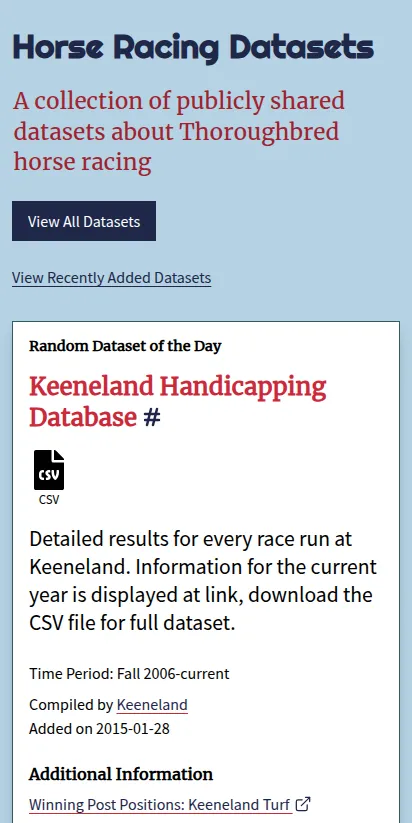 Horse Racing Datasets
A collection of publicly shared
datasets about Thoroughbred
horse racing
View All Datasets
View Recently Added Datasets
Random Dataset of the Day
Keeneland Handicapping
Database #
CSV
CSV
Detailed results for every race run at
Keeneland. Information for the current
year is displayed at link, download the
CSV file for full dataset.
Time Period: Fall 2006-current
Compiled by Keeneland
Added on 2015-01-28
Additional Information
Winning Post Positions: Keeneland Turf